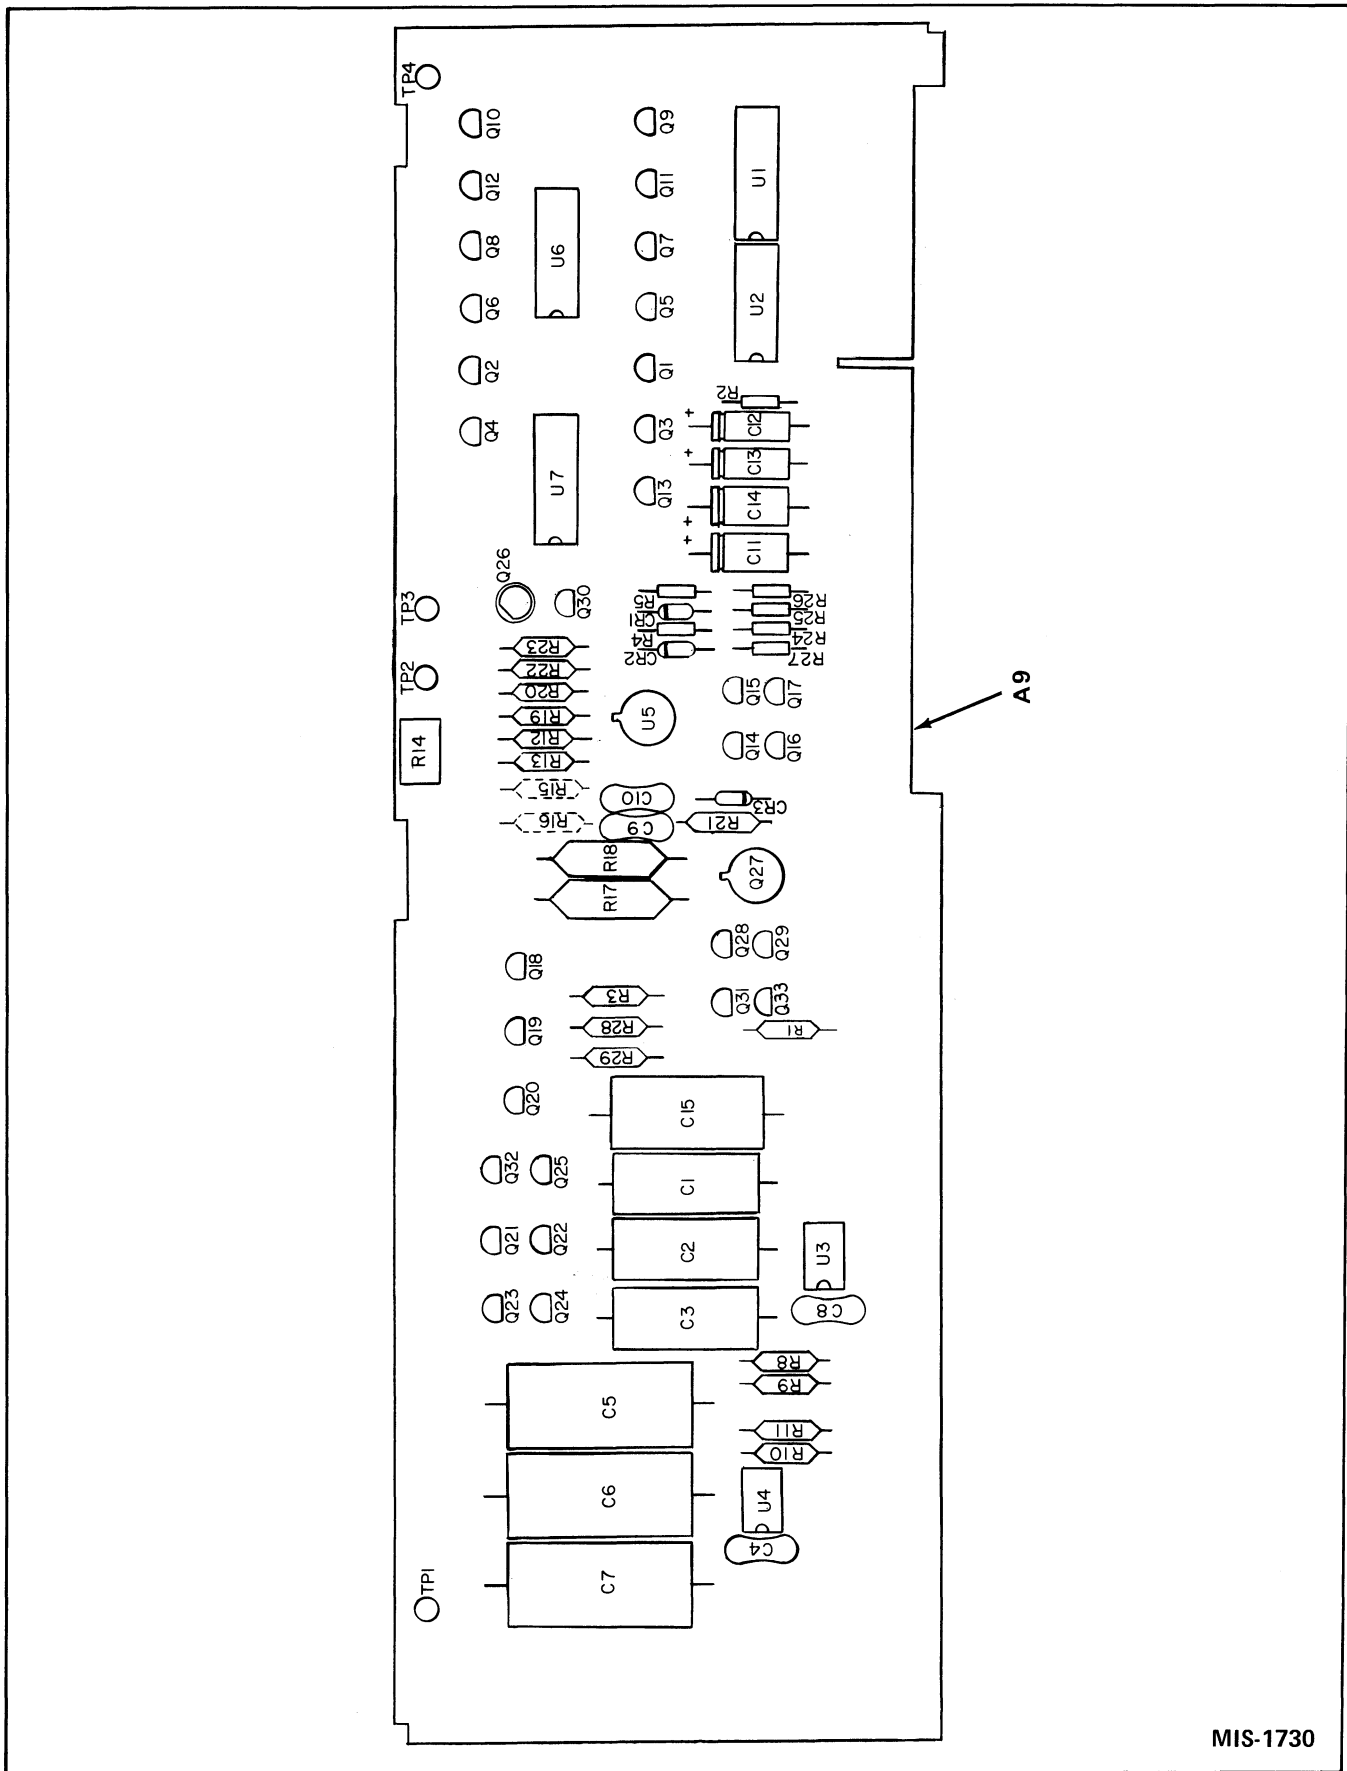 TP4
Q10
Q9
U1
Q12
Q11
Q8
U6
Q7
Q6
Q5
U2
Q2
Q1
R2
Q4
Q3
+
C12
+
C13
U7
Q13
+
C14
+
C11
Q26
TP3
Q30
R5
R26
CR1
R25
R4
R24
R23
CR2
R27
TP2
R22
R20
Q15
Q17
A9
R19
U5
R14
R12
Q14
Q16
R13
R15
C10
CR3
R16
C9
R21
R18
Q27
R17
Q28
Q29
Q18
R3
Q31
Q33
Q19
R28
R1
R29
Q20
C15
Q32
Q25
C1
Q21
Q22
C2
U3
Q23
Q24
C3
C8
R8
R9
C5
R11
R10
C6
U4
C4
TP1
C7
MIS-1730